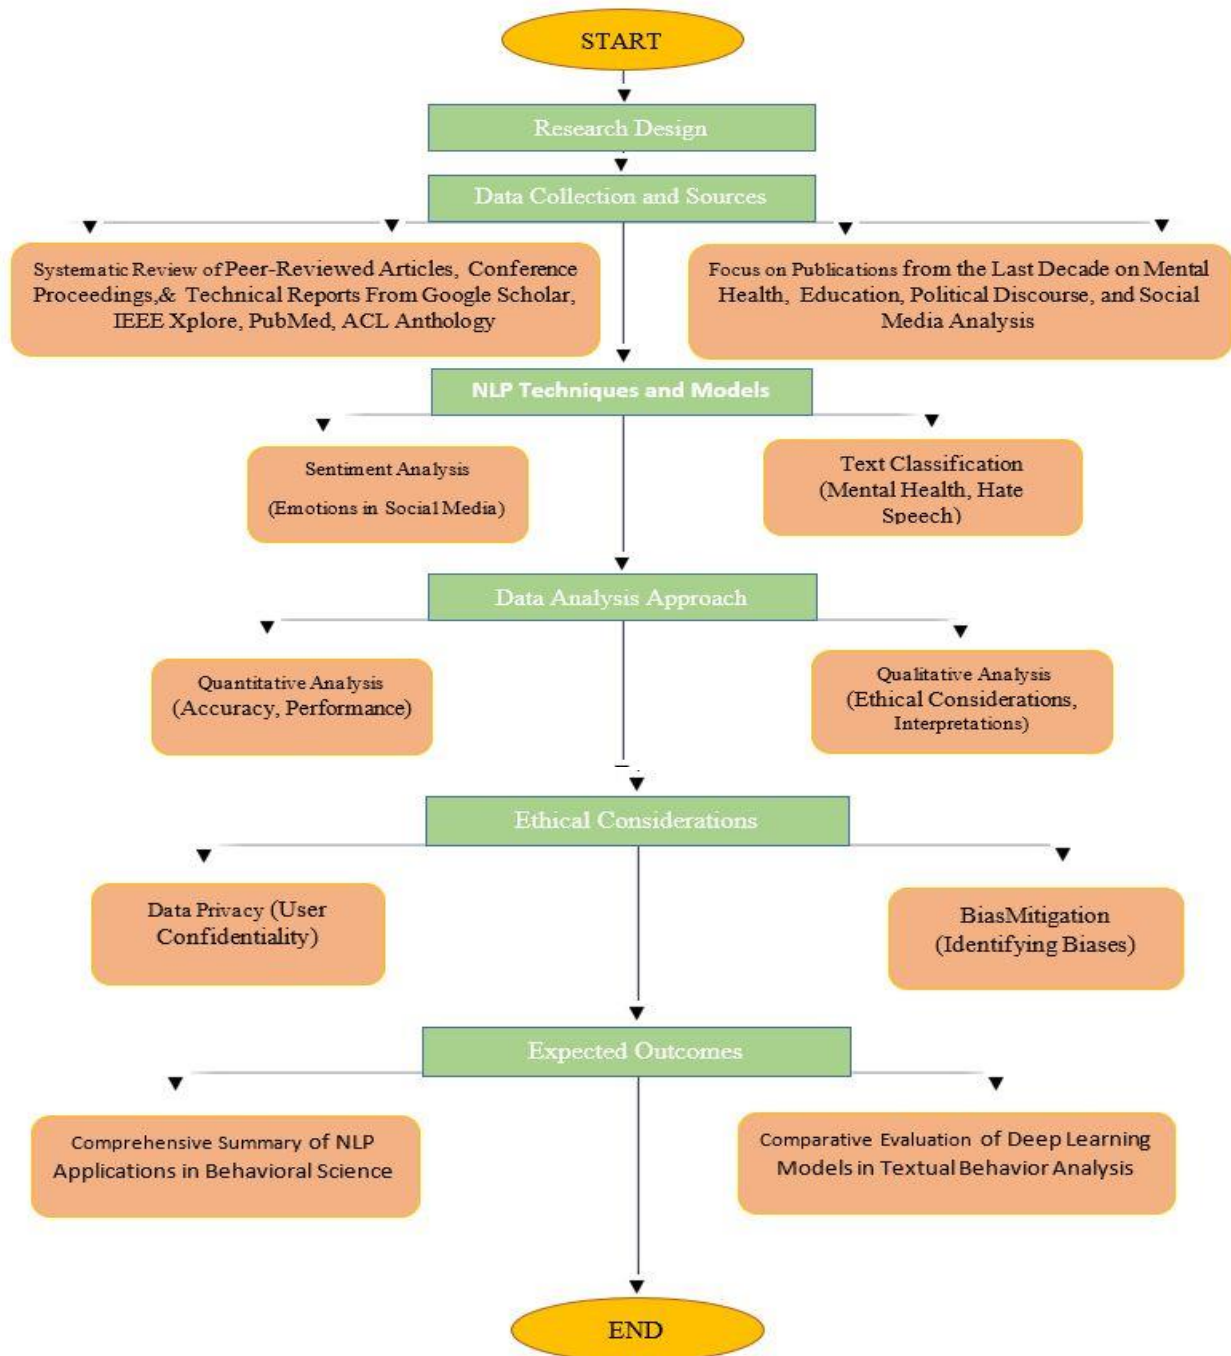 START
Research Design
Data Collection and Sources
Systematic Review of Peer-Reviewed Articles, Conference
Proceedings,& Technical Reports From Google Scholar,
IEEE Xplore, PubMed, ACL Anthology
Focus on Publications from the Last Decade on Mental
Health, Education, Political Discourse, and Social
Media Analysis
NLP Techniques and Models
Sentiment Analysis
(Emotions in Social Media)
Text Classification
(Mental Health, Hate
Speech)
Data Analysis Approach
Quantitative Analysis
(Accuracy, Performance)
Qualitative Analysis
(Ethical Considerations,
Interpretations)
Ethical Considerations
Data Privacy (User
Confidentiality)
BiasMitigation
(Identifying Biases)
Expected Outcomes
Comprehensive Summary of NLP
Applications in Behavioral Science
Comparative Evaluation of Deep Learning
Models in Textual Behavior Analysis
END